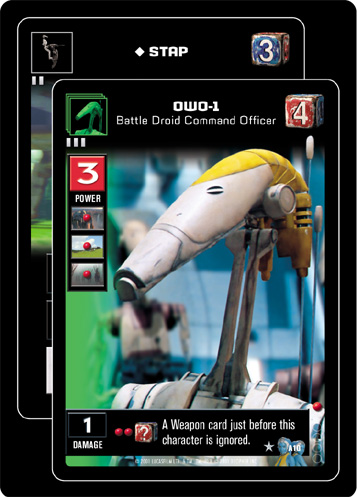 ◆ STAP
3
OWO-1
Battle Droid Command Officer
4
3
POWER
1
DAMAGE
?
A Weapon card just before this
character is ignored.
A10